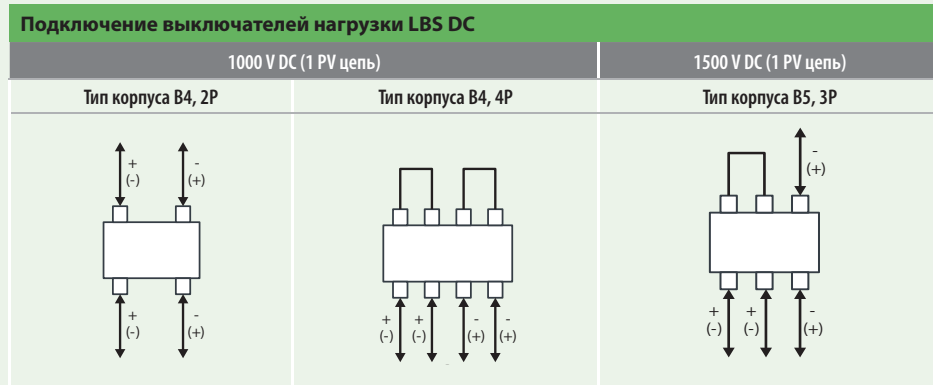 Подключение выключателей нагрузки LBS DC
1000 V DC (1 PV цепь) 1500 V DC (1 PV цепь)
Тип корпуса B4, 2P Тип корпуса B4, 4P Тип корпуса B5, 3P
+ -
(-) (+)
-
(+)
+ -
(-) (+)
+ + - -
(-) (-) (+) (+)
+ + -
(-) (-) (+)